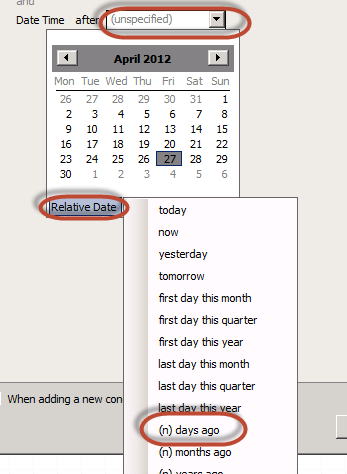 and
Date Time after (unspecified)
April 2012
Mon Tue Wed Thu Fri Sat Sun
26 27 28 29 30 31 1
2 3 4 5 6 7 8
9 10 11 12 13 14 15
16 17 18 19 20 21 22
23 24 25 26 27 28 29
30 1 2 3 4 5 6
Relative Date
today
now
yesterday
tomorrow
first day this month
first day this quarter
first day this year
last day this month
last day this quarter
last day this year
When adding a new
(n) days ago
(n) months ago
(n) years ago